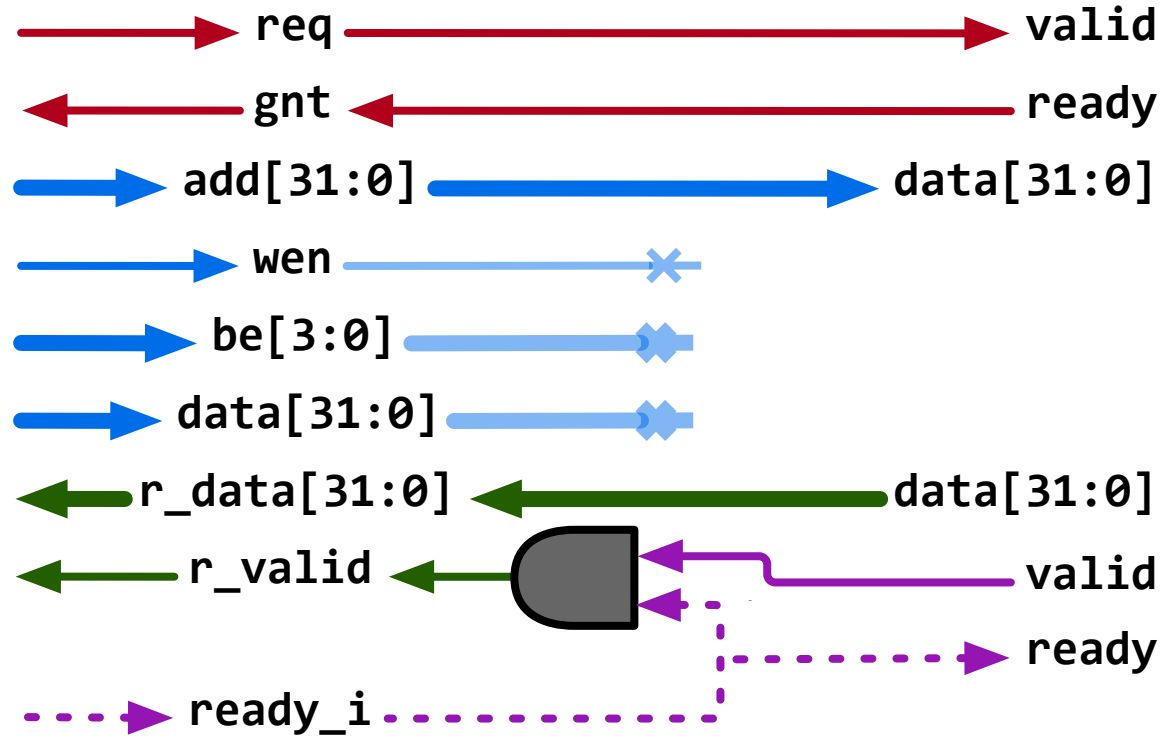 req valid
gnt ready
add[31:0] data[31:0]
wen
be[3:0]
data[31:0]
r_data[31:0] data[31:0]
r_valid valid
ready
ready_i